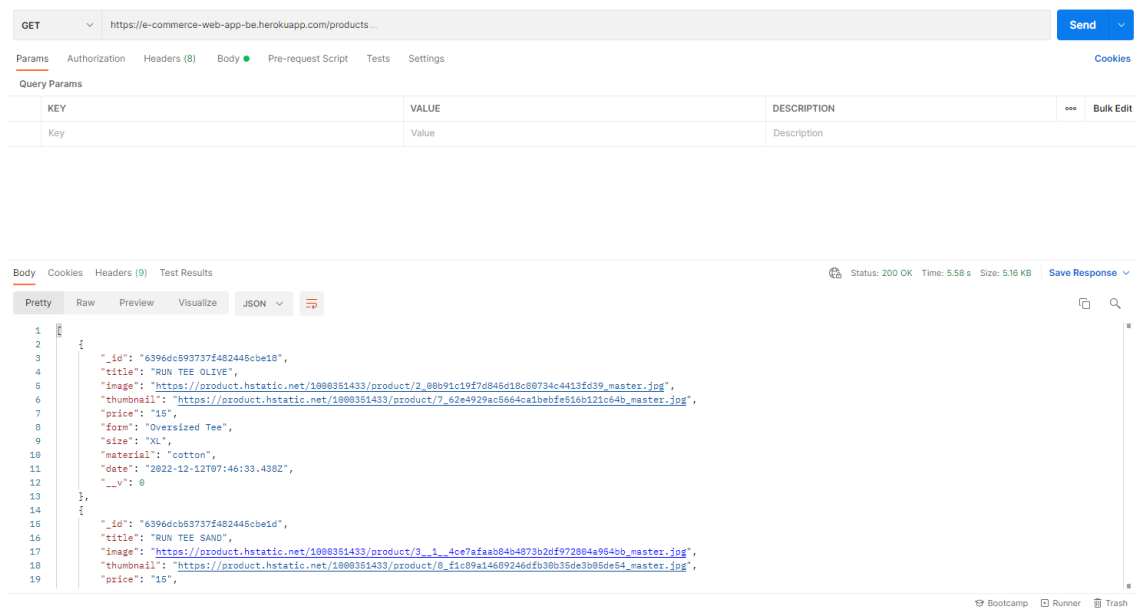 GET https://e-commerce-web-app-be.herokuapp.com/products Send
Params Authorization Headers (8) Body Pre-request Script Tests Settings Cookies
Query Params
KEY VALUE DESCRIPTION ooo Bulk Edit
Key Value Description
Body Cookies Headers (9) Test Results Status: 200 OK Time: 5.58 s Size: 5.16 KB Save Response
Pretty Raw Preview Visualize JSON
1 [
2 {
3 "_id": "6396dc593737f482445cbe18",
4 "title": "RUN TEE OLIVE",
5 "image": "https://product.hstatic.net/1000351433/product/2_00b91c19f7d845d18c80734c4413fd39_master.jpg",
6 "thumbnail": "https://product.hstatic.net/1000351433/product/7_62e4929ac5664ca1bebfe516b121c64b_master.jpg",
7 "price": "15",
8 "form": "Oversized Tee",
9 "size": "XL",
10 "material": "cotton",
11 "date": "2022-12-12T07:46:33.438Z",
12 "__v": 0
13 },
14 {
15 "_id": "6396dcb53737f482445cbe1d",
16 "title": "RUN TEE SAND",
17 "image": "https://product.hstatic.net/1000351433/product/3__1__4ce7afaab84b4873b2df972804a954bb_master.jpg",
18 "thumbnail": "https://product.hstatic.net/1000351433/product/8_f1c89a14689246dfb30b35de3b05de54_master.jpg",
19 "price": "15",
Bootcamp Runner Trash